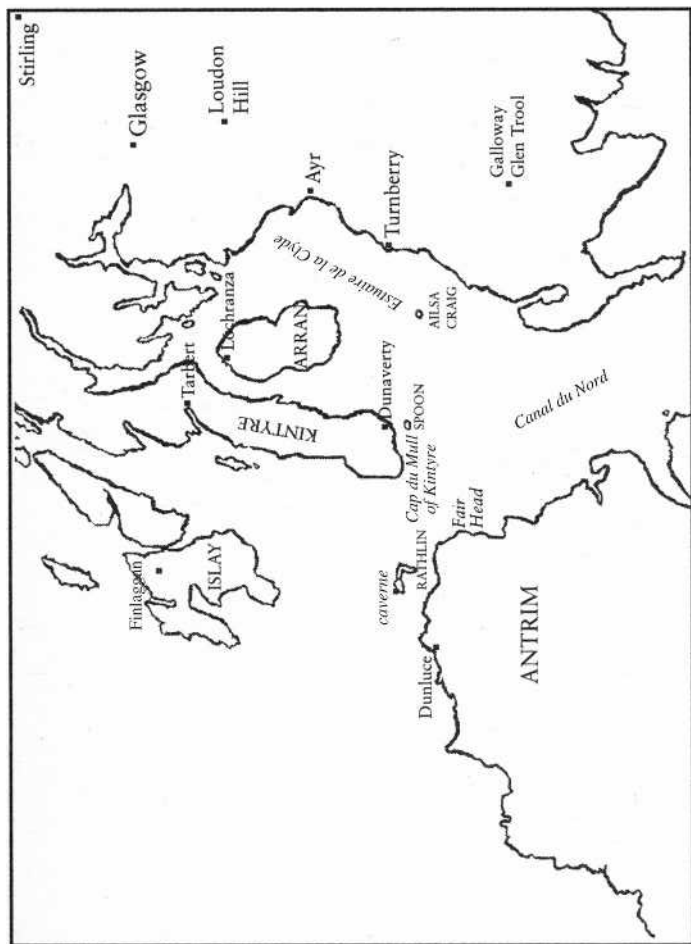 Stirling
Glasgow
Finlaggan
Tarbert
Loudon
Hill
Lochranza
ISLAY
KINTYRE
ARRAN
Ayr
Estuaire de la Clyde
caverne
Dunaverty
Turnberry
RATHLIN
Cap du Mull
of Kintyre
SPOON
AILSA
CRAIG
Dunluce
Fair
Head
Galloway
Glen Trool
Canal du Nord
ANTRIM